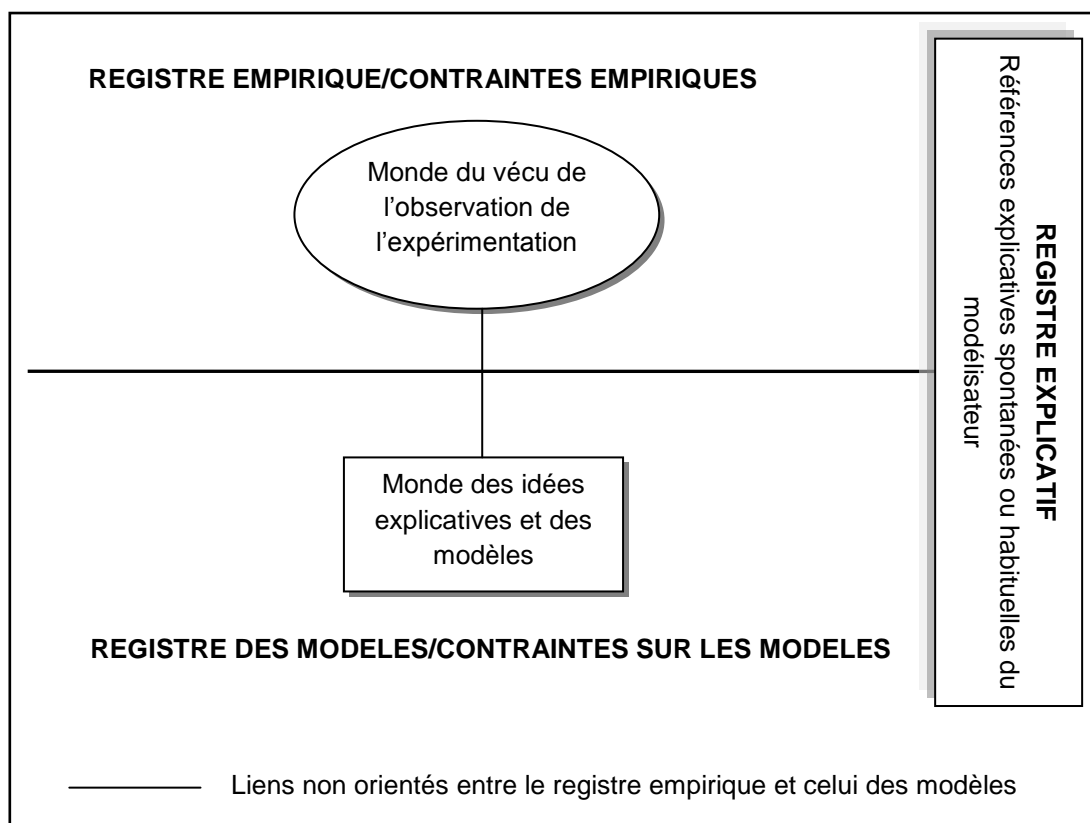 REGISTRE EMPIRIQUE/CONTRAINTES EMPIRIQUES
Monde du vécu de
l’observation de
l’expérimentation
Monde des idées
explicatives et des
modèles
REGISTRE DES MODELES/CONTRAINTES SUR LES MODELES
REGISTRE EXPLICATIF
Références explicatives spontanées ou habituelles du
modélisateur
Liens non orientés entre le registre empirique et celui des modèles